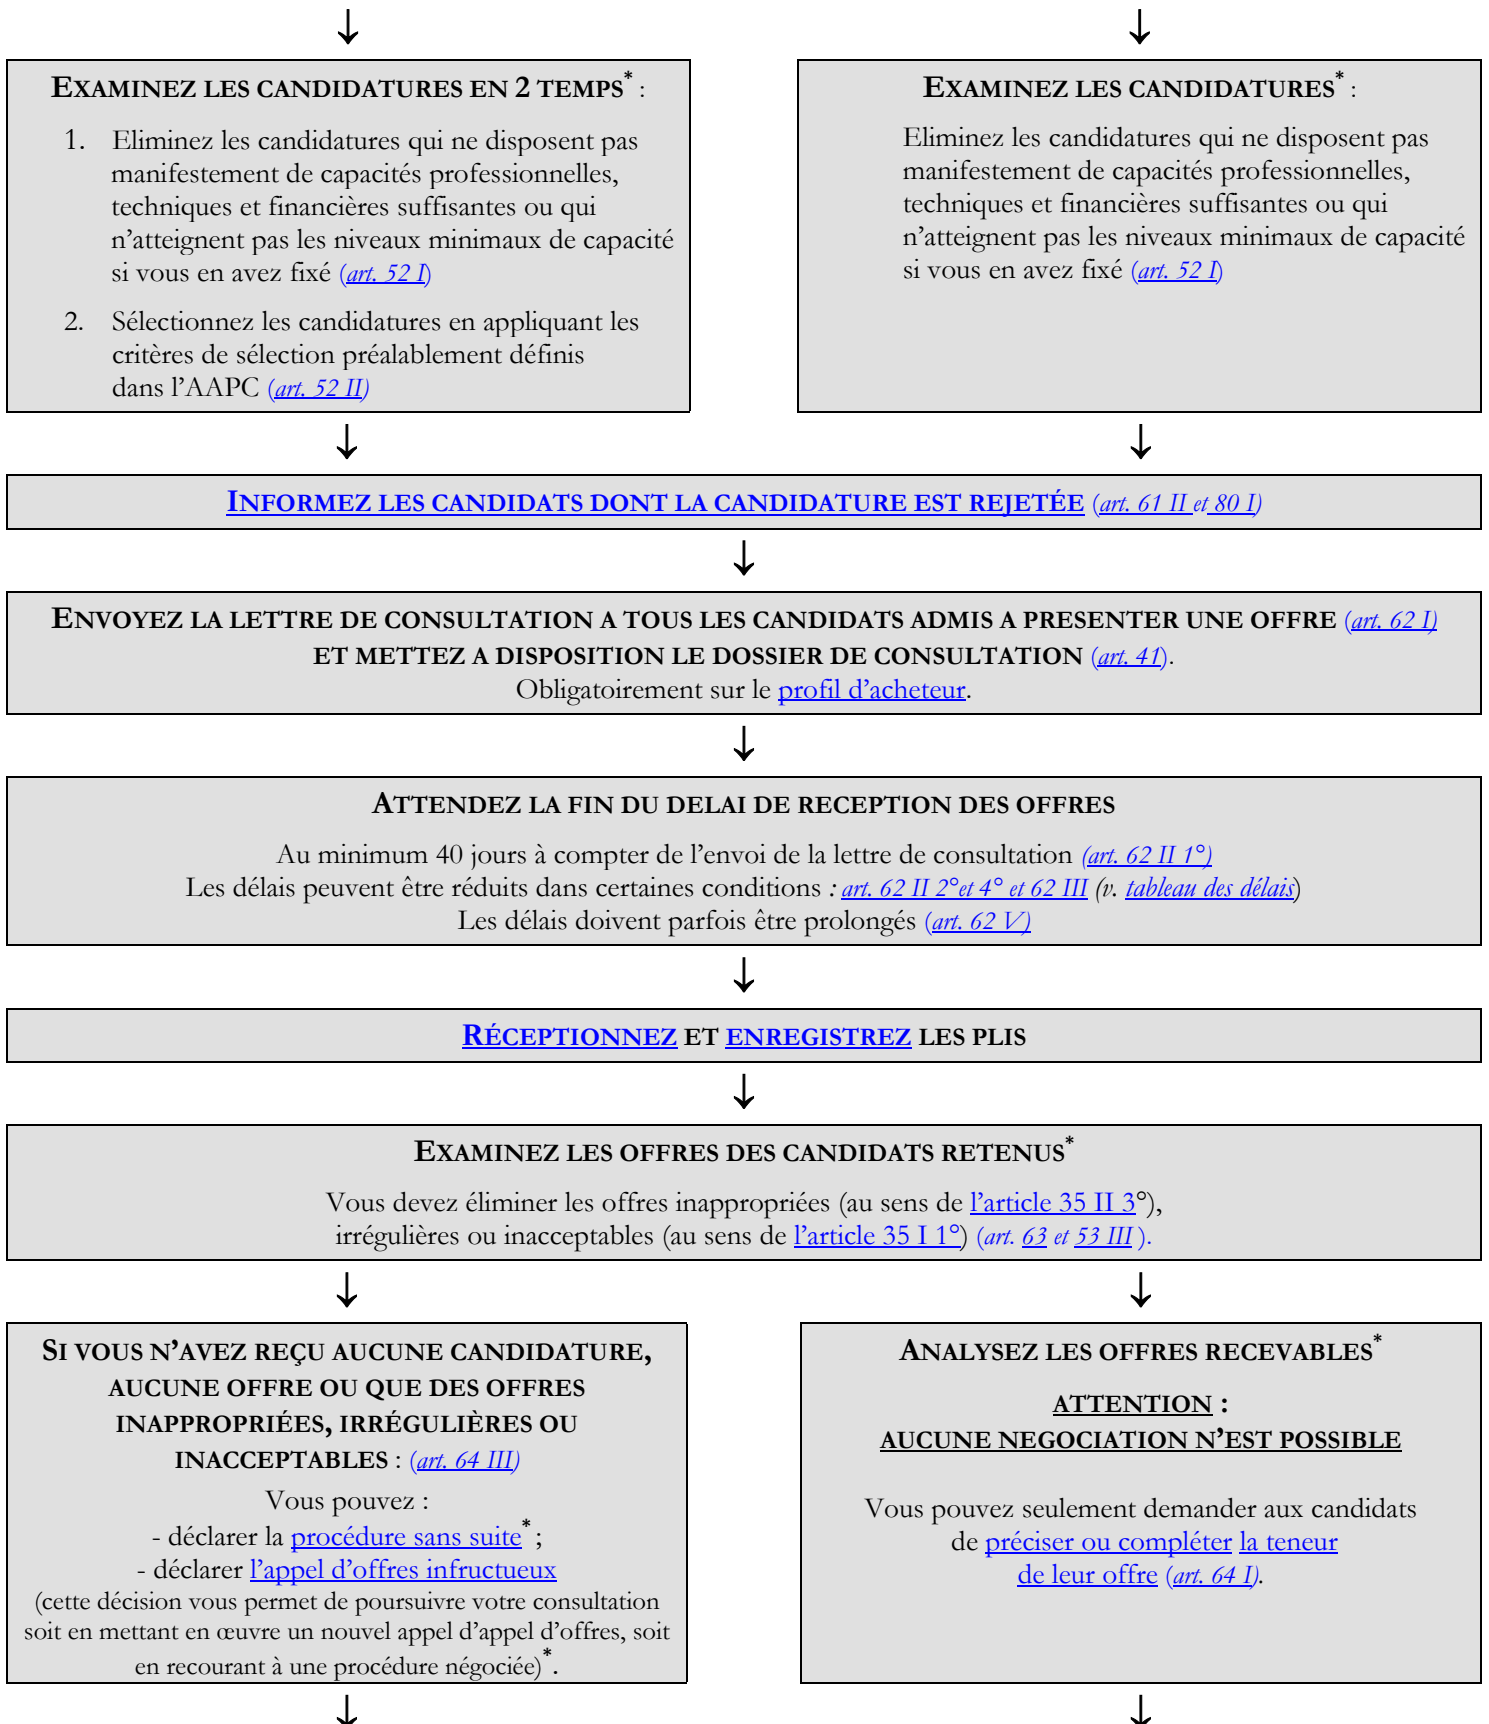 ↓
EXAMINEZ LES CANDIDATURES EN 2 TEMPS* :
1. Eliminez les candidatures qui ne disposent pas
manifestement de capacités professionnelles,
techniques et financières suffisantes ou qui
n’atteignent pas les niveaux minimaux de capacité
si vous en avez fixé (art. 52 I)
2. Sélectionnez les candidatures en appliquant les
critères de sélection préalablement définis
dans l’AAPC (art. 52 II)
↓
EXAMINEZ LES CANDIDATURES* :
Eliminez les candidatures qui ne disposent pas
manifestement de capacités professionnelles,
techniques et financières suffisantes ou qui
n’atteignent pas les niveaux minimaux de capacité
si vous en avez fixé (art. 52 I)
↓ ↓
INFORMEZ LES CANDIDATS DONT LA CANDIDATURE EST REJETÉE (art. 61 II et 80 I)
↓
ENVOYEZ LA LETTRE DE CONSULTATION A TOUS LES CANDIDATS ADMIS A PRESENTER UNE OFFRE (art. 62 I)
ET METTEZ A DISPOSITION LE DOSSIER DE CONSULTATION (art. 41).
Obligatoirement sur le profil d’acheteur.
↓
ATTENDEZ LA FIN DU DELAI DE RECEPTION DES OFFRES
Au minimum 40 jours à compter de l’envoi de la lettre de consultation (art. 62 II 1°)
Les délais peuvent être réduits dans certaines conditions : art. 62 II 2°et 4° et 62 III (v. tableau des délais)
Les délais doivent parfois être prolongés (art. 62 V)
↓
RÉCEPTIONNEZ ET ENREGISTREZ LES PLIS
↓
EXAMINEZ LES OFFRES DES CANDIDATS RETENUS*
Vous devez éliminer les offres inappropriées (au sens de l’article 35 II 3°),
irrégulières ou inacceptables (au sens de l’article 35 I 1°) (art. 63 et 53 III ).
↓ ↓
SI VOUS N’AVEZ REÇU AUCUNE CANDIDATURE,
AUCUNE OFFRE OU QUE DES OFFRES
INAPPROPRIÉES, IRRÉGULIÈRES OU
INACCEPTABLES : (art. 64 III)
Vous pouvez :
- déclarer la procédure sans suite* ;
- déclarer l’appel d’offres infructueux
(cette décision vous permet de poursuivre votre consultation
soit en mettant en œuvre un nouvel appel d’appel d’offres, soit
en recourant à une procédure négociée)*.
↓
ANALYSEZ LES OFFRES RECEVABLES*
ATTENTION :
AUCUNE NEGOCIATION N’EST POSSIBLE
Vous pouvez seulement demander aux candidats
de préciser ou compléter la teneur
de leur offre (art. 64 I).
↓